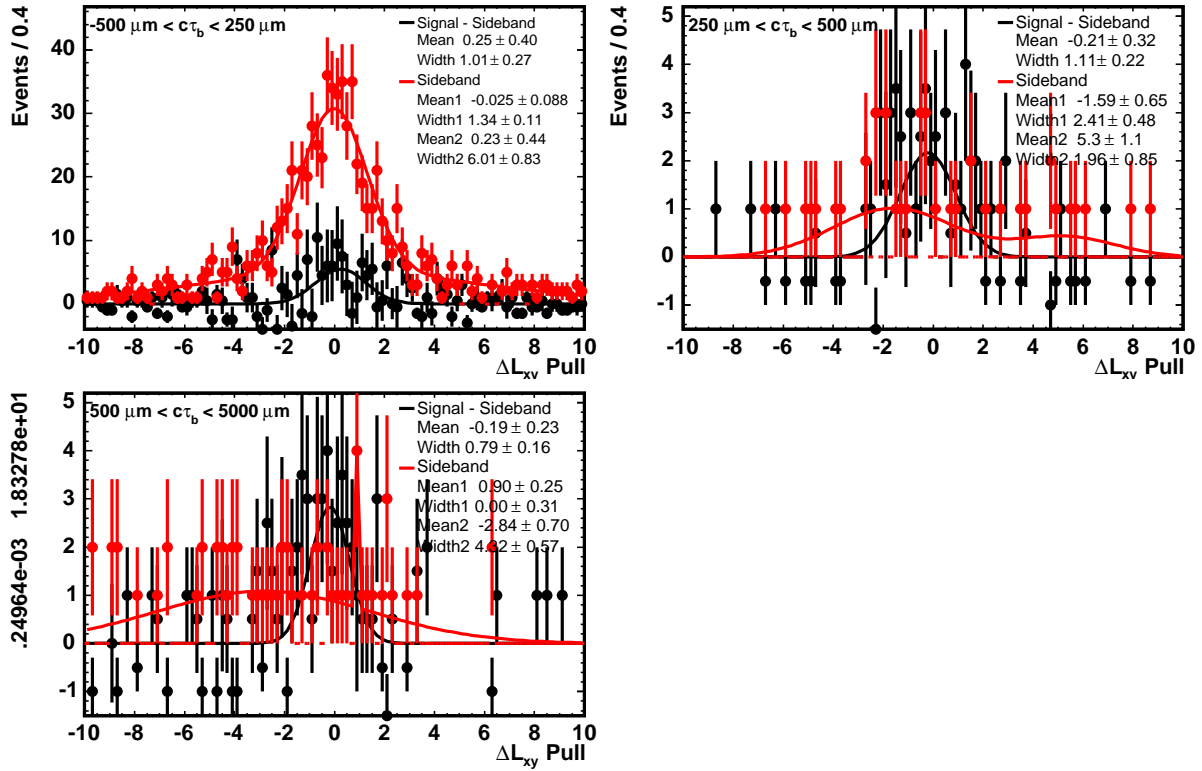 -500 μm < cτb < 250 μm
Signal - Sideband
Mean 0.25 ± 0.40
Width 1.01 ± 0.27
Sideband
Mean1 -0.025 ± 0.088
Width1 1.34 ± 0.11
Mean2 0.23 ± 0.44
Width2 6.01 ± 0.83
Events / 0.4
40
30
20
10
0
-10 -8 -6 -4 -2 0 2 4 6 8 10
ΔLxy Pull
250 μm < cτb < 500 μm
Signal - Sideband
Mean -0.21 ± 0.32
Width 1.11 ± 0.22
Sideband
Mean1 -1.59 ± 0.65
Width1 2.41 ± 0.48
Mean2 5.3 ± 1.1
Width2 1.96 ± 0.85
Events / 0.4
5
4
3
2
1
0
-1
-10 -8 -6 -4 -2 0 2 4 6 8 10
ΔLxy Pull
500 μm < cτb < 5000 μm
Signal - Sideband
Mean -0.19 ± 0.23
Width 0.79 ± 0.16
Sideband
Mean1 0.90 ± 0.25
Width1 0.00 ± 0.31
Mean2 -2.84 ± 0.70
Width2 4.32 ± 0.57
.24964e-03 1.83278e+01
5
4
3
2
1
0
-1
-10 -8 -6 -4 -2 0 2 4 6 8 10
ΔLxy Pull